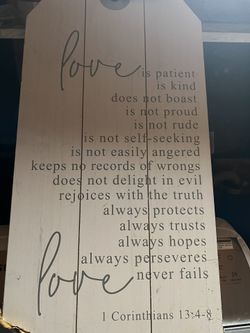 love is patient
is kind
does not boast
is not proud
is not rude
is not self-seeking
is not easily angered
keeps no records of wrongs
does not delight in evil
rejoices with the truth
always protects
always trusts
always hopes
always perseveres
love never fails
1 Corinthians 13:4-8